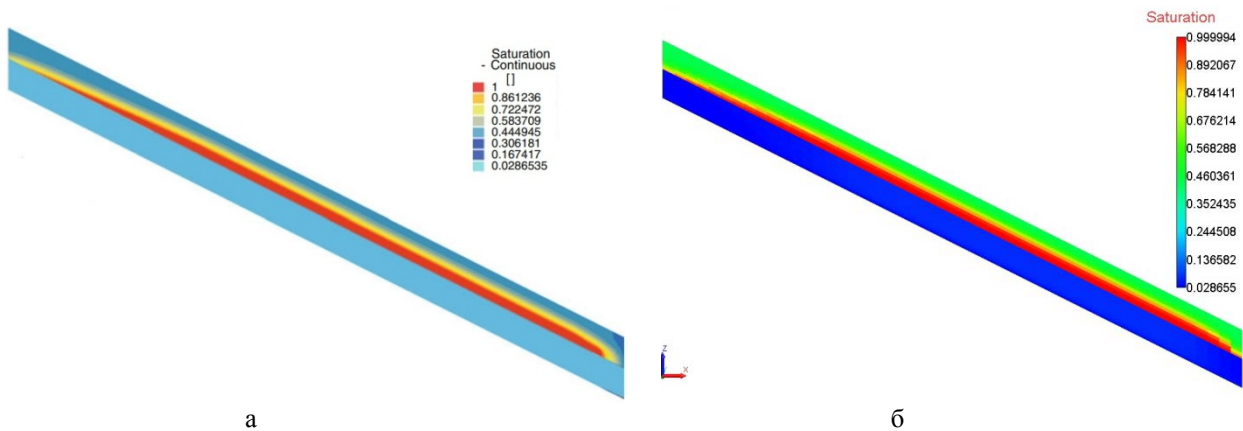 Saturation
- Continuous
[]
1
0.861236
0.722472
0.583709
0.444945
0.306181
0.167417
0.0286535
Saturation
0.999994
0.892067
0.784141
0.676214
0.568288
0.460361
0.352435
0.244508
0.136582
0.028655
z
x
а
б